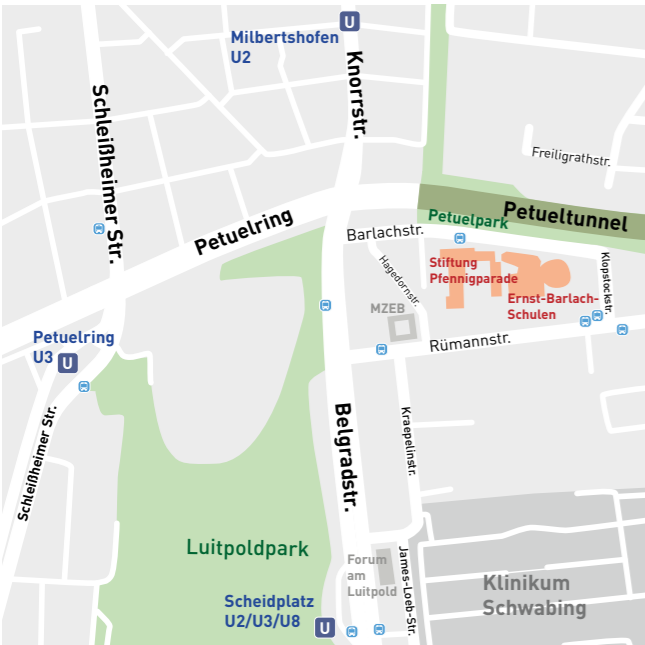 U
Milbertshofen
U2
Knorrstr.
Schleißheimer Str.
Freiligrathstr.
Petueltunnel
Petuelpark
Petuelring
Barlachstr.
Stiftung
Pfennigparade
Hagedornstr.
Klopstockstr.
Ernst-Barlach-
Schulen
MZEB
Rümannstr.
Petuelring
U3
U
Schleißheimer Str.
Belgradstr.
Kraepelinstr.
Luitpoldpark
Forum
am
Luitpold
James-Loeb-Str.
Klinikum
Schwabing
Scheidplatz
U2/U3/U8
U